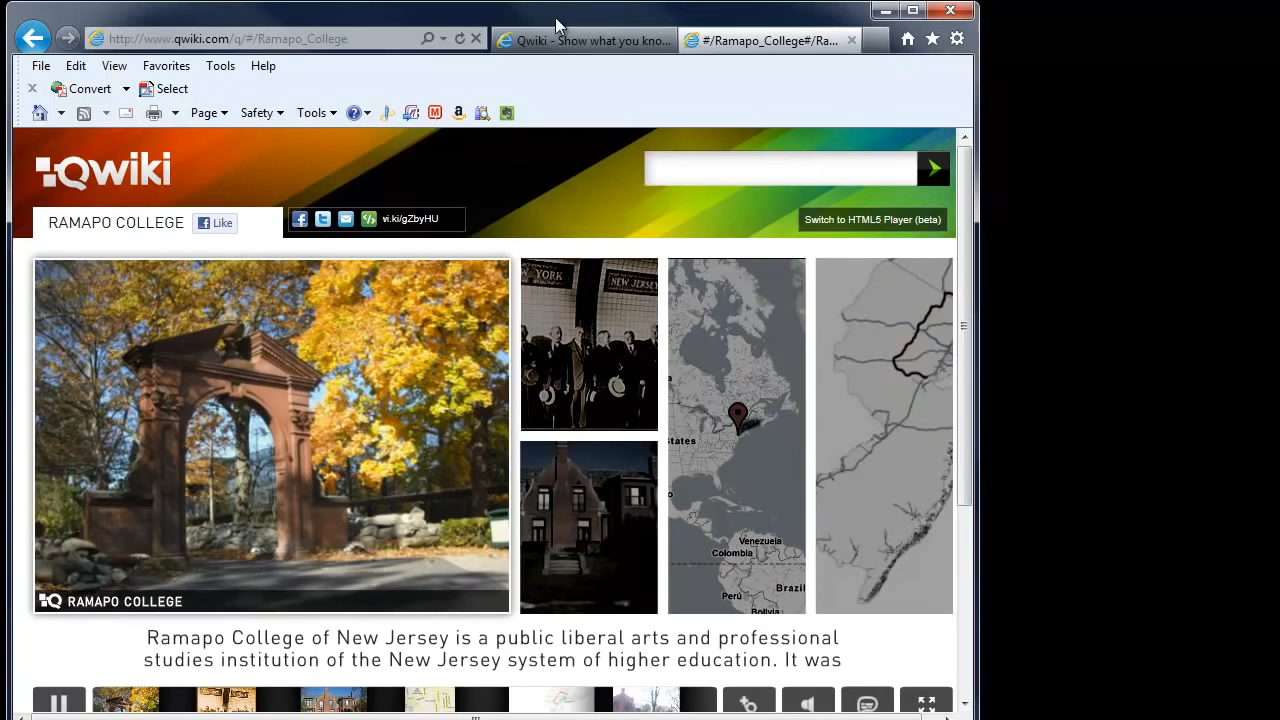 http://www.qwiki.com/q/#/Ramapo_College
Qwiki - Show what you kno...
#/Ramapo_College#/Ra...
File Edit View Favorites Tools Help
Convert Select
Page Safety Tools
Qwiki
RAMAPO COLLEGE Like
vi.ki/gZbyHU
Switch to HTML5 Player (beta)
YORK
NEW JERSEY
States
Venezuela
Colombia
Perú
Brazil
Bolivia
RAMAPO COLLEGE
Ramapo College of New Jersey is a public liberal arts and professional
studies institution of the New Jersey system of higher education. It was